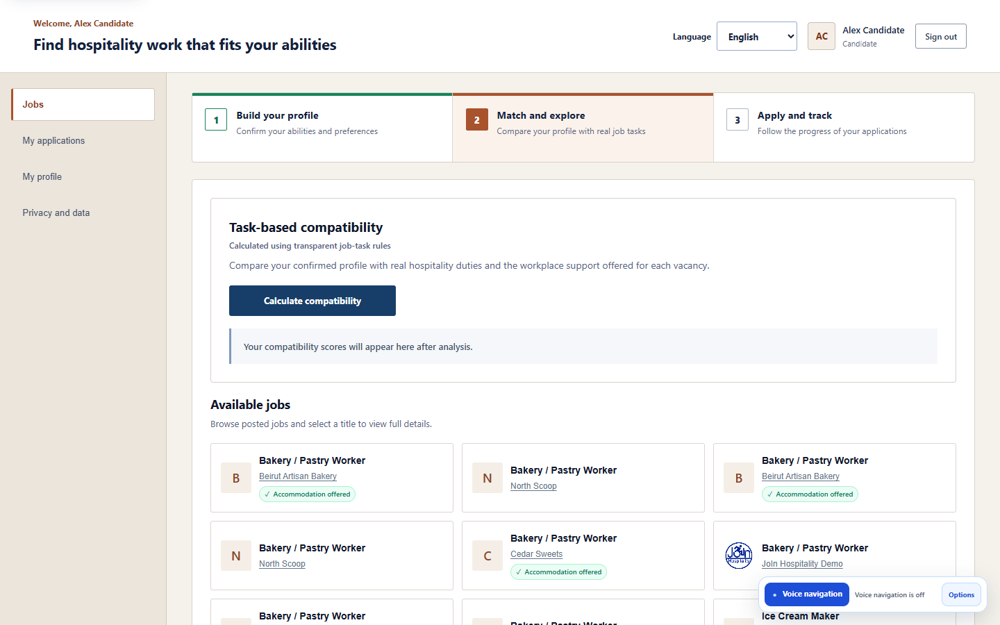 Welcome, Alex Candidate
Find hospitality work that fits your abilities
Language
English
AC
Alex Candidate
Candidate
Sign out
Jobs
My applications
My profile
Privacy and data
1
Build your profile
Confirm your abilities and preferences
2
Match and explore
Compare your profile with real job tasks
3
Apply and track
Follow the progress of your applications
Task-based compatibility
Calculated using transparent job-task rules
Compare your confirmed profile with real hospitality duties and the workplace support offered for each vacancy.
Calculate compatibility
Your compatibility scores will appear here after analysis.
Available jobs
Browse posted jobs and select a title to view full details.
B
Bakery / Pastry Worker
Beirut Artisan Bakery
✓ Accommodation offered
N
Bakery / Pastry Worker
North Scoop
B
Bakery / Pastry Worker
Beirut Artisan Bakery
✓ Accommodation offered
N
Bakery / Pastry Worker
North Scoop
C
Bakery / Pastry Worker
Cedar Sweets
✓ Accommodation offered
JoIn
Hospitality
Bakery / Pastry Worker
JoIn Hospitality Demo
Bakery / Pastry Worker
Bakery / Pastry Worker
Ice Cream Maker
Voice navigation
Voice navigation is off
Options